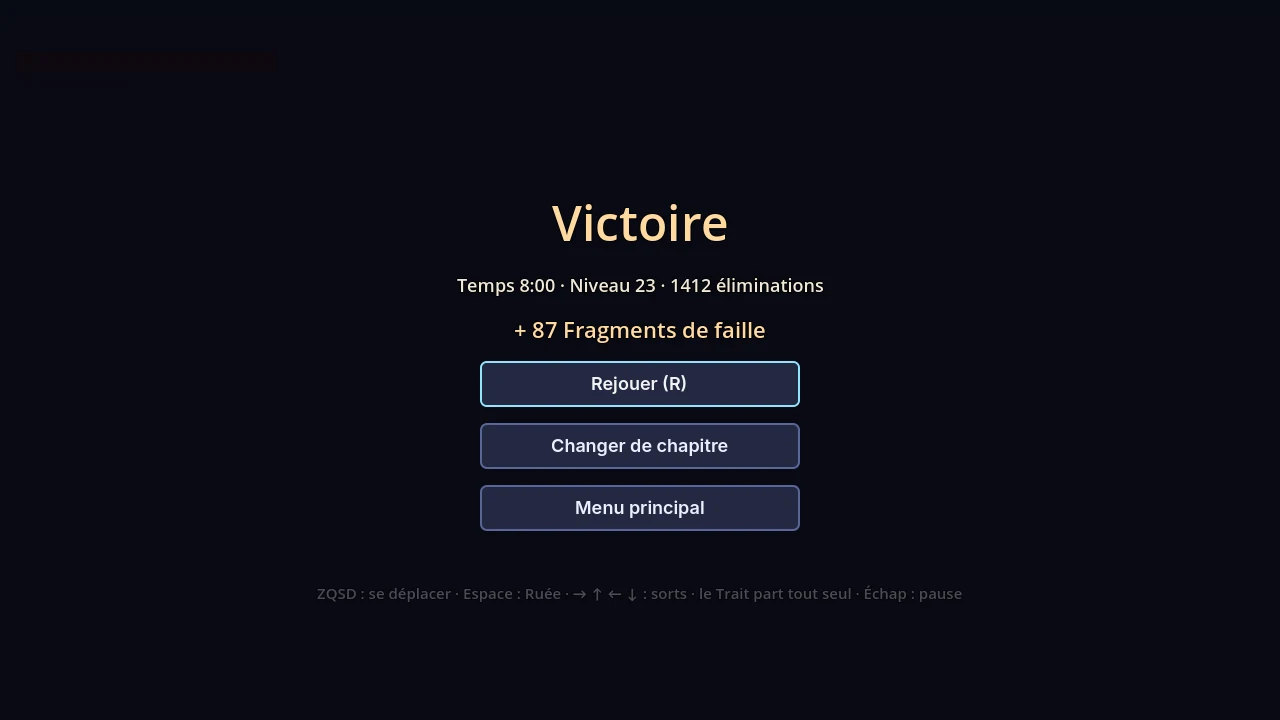 Victoire
Temps 8:00 · Niveau 23 · 1412 éliminations
+ 87 Fragments de faille
Rejouer (R)
Changer de chapitre
Menu principal
ZQSD : se déplacer · Espace : Ruée · → ↑ ← ↓ : sorts · le Trait part tout seul · Échap : pause